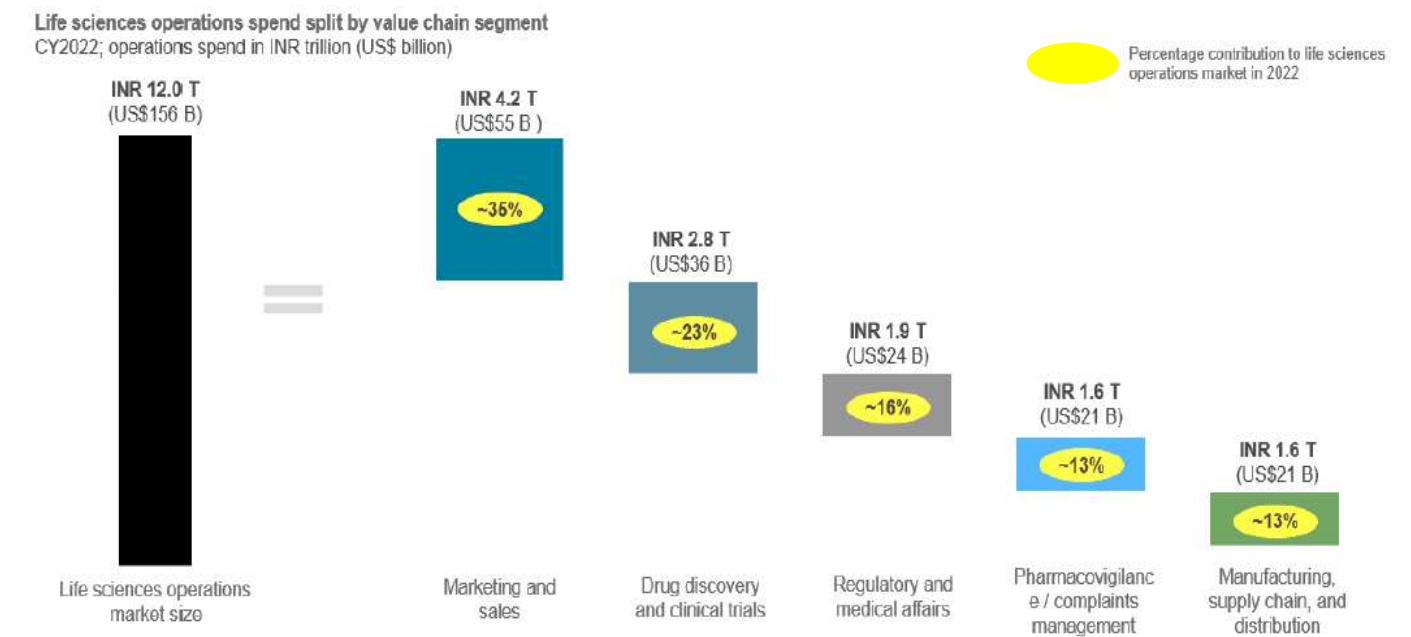 Life sciences operations spend split by value chain segment
CY2022; operations spend in INR trillion (US$ billion)
Percentage contribution to life sciences
operations market in 2022
INR 12.0 T
(US$156 B)
INR 4.2 T
(US$55 B )
~35%
INR 2.8 T
(US$36 B)
~23%
INR 1.9 T
(US$24 B)
~16%
INR 1.6 T
(US$21 B)
~13%
INR 1.6 T
(US$21 B)
~13%
Life sciences operations
market size
Marketing and
sales
Drug discovery
and clinical trials
Regulatory and
medical affairs
Pharmacovigilanc
e / complaints
management
Manufacturing,
supply chain, and
distribution